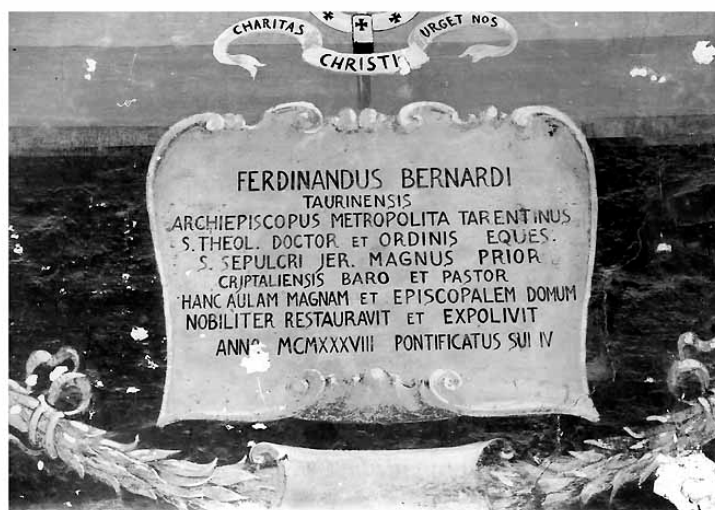 CHARITAS
CHRISTI
URGET NOS
FERDINANDUS BERNARDI
TAURINENSIS
ARCHIEPISCOPUS METROPOLITA TARENTINUS
S. THEOL. DOCTOR ET ORDINIS EQUES.
S. SEPULCRI JER. MAGNUS PRIOR
CRIPTALIENSIS BARO ET PASTOR
HANC AULAM MAGNAM ET EPISCOPALEM DOMUM
NOBILITER RESTAURAVIT ET EXPOLIVIT
ANNO MCMXXXVIII PONTIFICATUS SUI IV